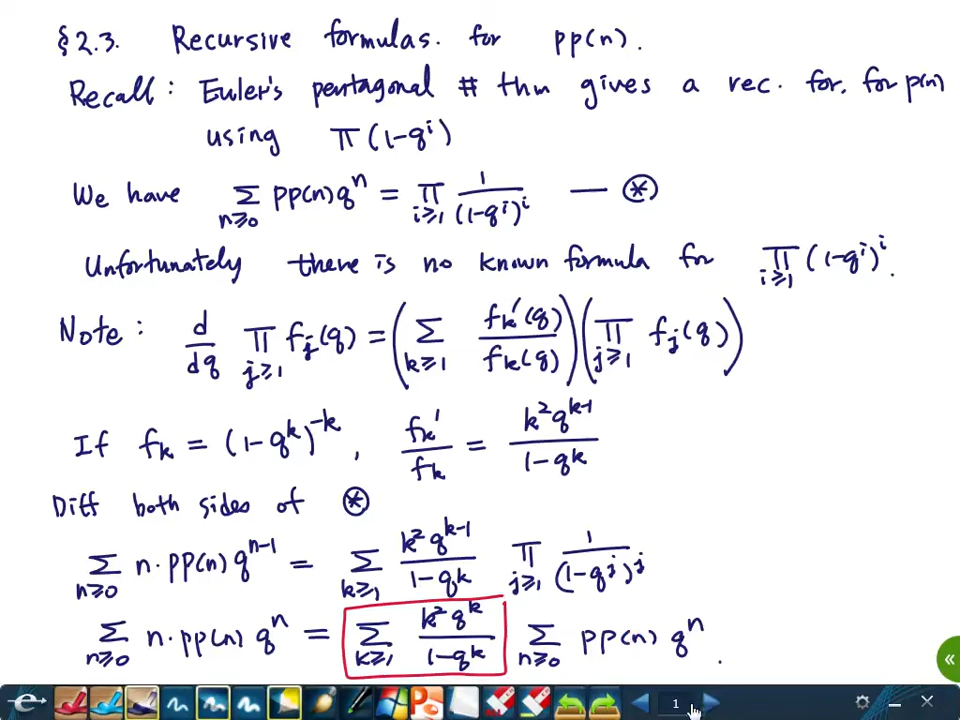 §2.3. Recursive formulas. for pp(n).
Recall : Euler's pentagonal # thm gives a rec. for. for p(n)
using π(1-q^i)
We have Σ_{n≥0} pp(n)q^n = π_{i≥1} 1/(1-q^i)^i — ⊛
Unfortunately there is no known formula for π_{i≥1} (1-q^i)^i.
Note : d/dq π_{j≥1} f_j(q) = (Σ_{k≥1} f_k'(q)/f_k(q)) (π_{j≥1} f_j(q))
If f_k = (1-q^k)^{-k}, f_k'/f_k = k^2 q^{k-1}/1-q^k
Diff both sides of ⊛
Σ_{n≥0} n·pp(n) q^{n-1} = Σ_{k≥1} k^2 q^{k-1}/1-q^k π_{j≥1} 1/(1-q^j)^j
Σ_{n≥0} n·pp(n) q^n = Σ_{k≥1} k^2 q^k/1-q^k Σ_{n≥0} pp(n) q^n.
1